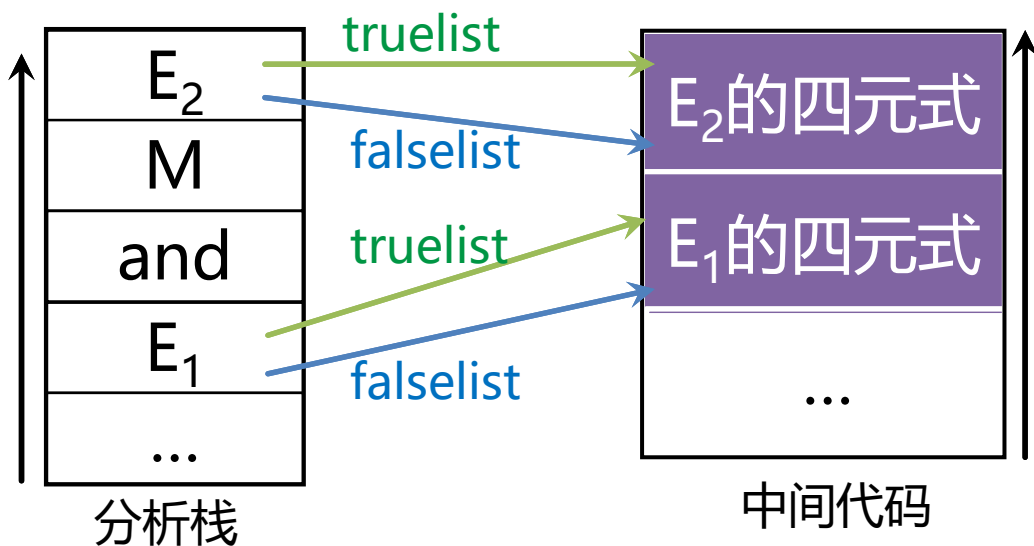 E₂
M
and
E₁
...
分析栈
truelist
falselist
truelist
falselist
E₂的四元式
E₁的四元式
...
中间代码